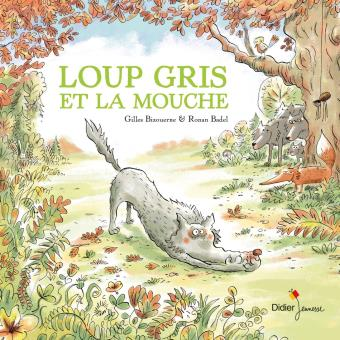 LOUP GRIS
ET LA MOUCHE
Gilles Bizouerne & Ronan Badel
Didier Jeunesse